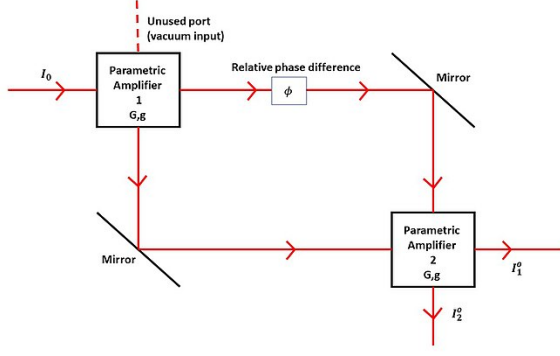 Unused port
(vacuum input)
I₀
Parametric
Amplifier
1
G,g
Relative phase difference
ϕ
Mirror
Mirror
Parametric
Amplifier
2
G,g
I₁ᵒ
I₂ᵒ